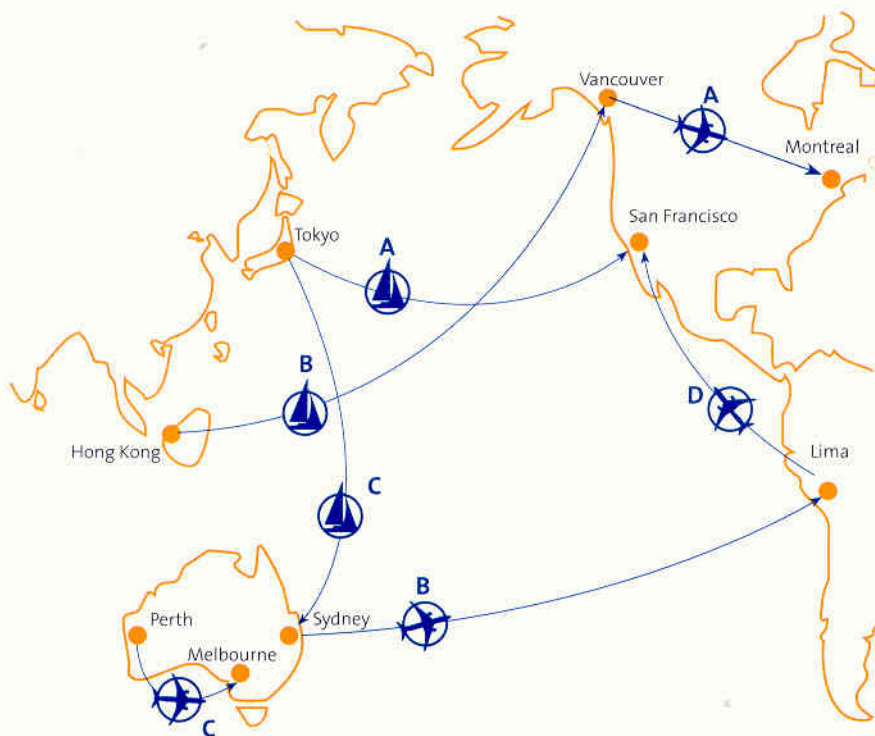 Vancouver
A
Montreal
San Francisco
Tokyo
A
B
D
Hong Kong
Lima
C
B
Perth
Sydney
Melbourne
C